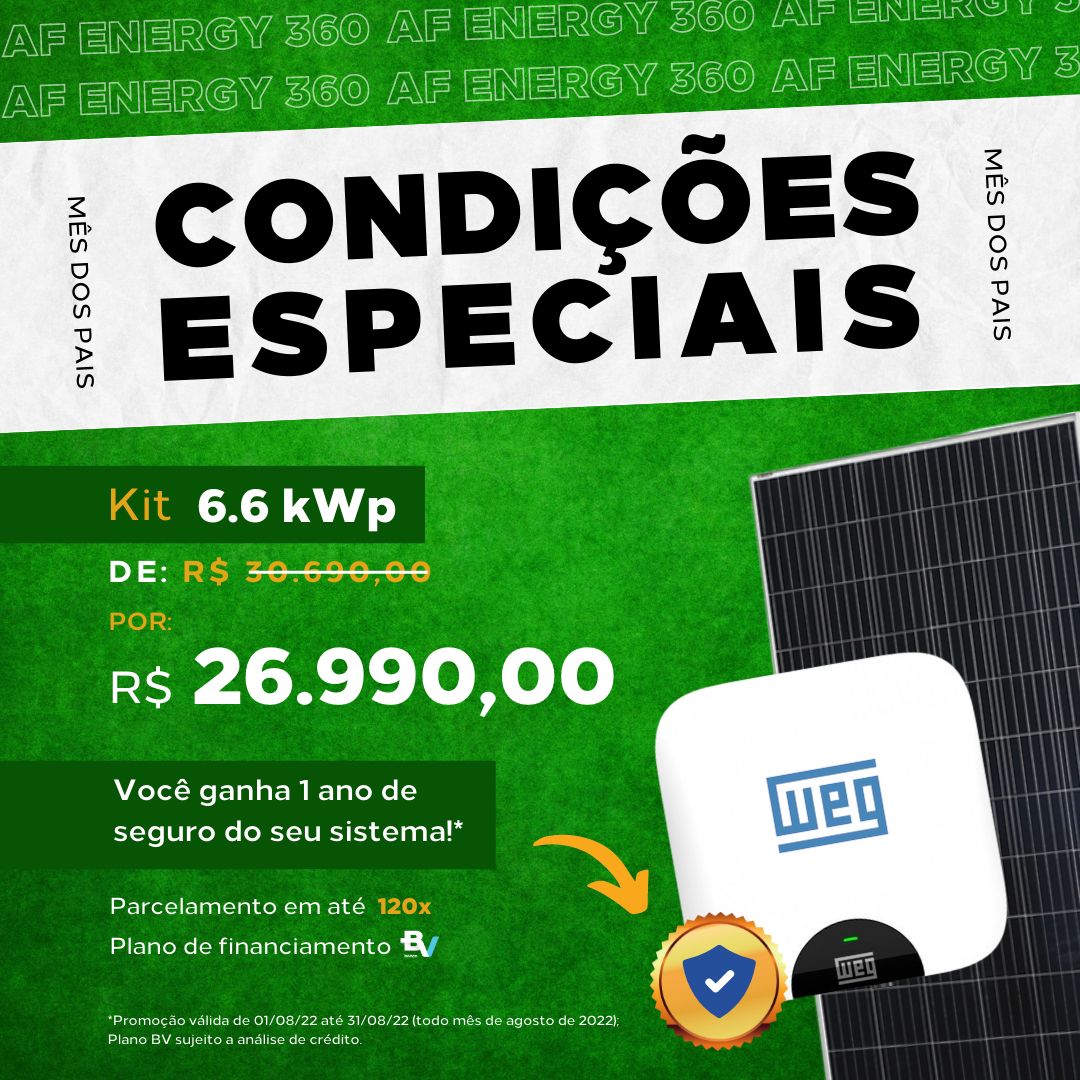 AF ENERGY 360 AF ENERGY 360 AF ENERGY 3
AF ENERGY 360 AF ENERGY 360 AF ENERGY 3
MÊS DOS PAIS
CONDIÇÕES
ESPECIAIS
MÊS DOS PAIS
Kit 6.6 kWp
DE: R$ 30.690,00
POR:
R$ 26.990,00
Você ganha 1 ano de
seguro do seu sistema!*
Parcelamento em até 120x
Plano de financiamento BV
*Promoção válida de 01/08/22 até 31/08/22 (todo mês de agosto de 2022);
Plano BV sujeito a análise de crédito.
weg
weg